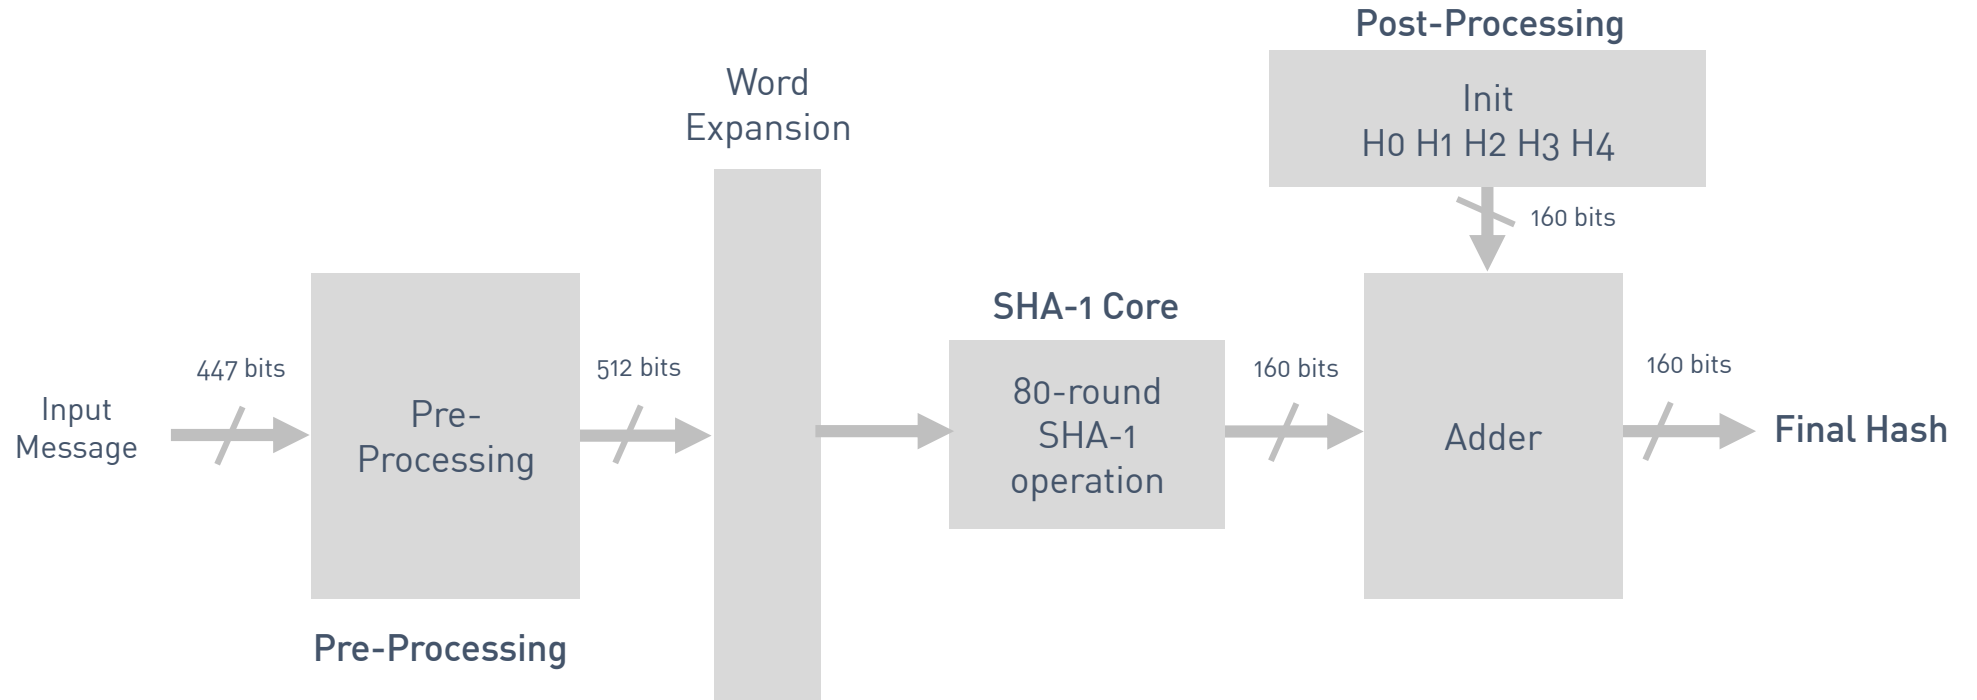 Post-Processing
Init
H0 H1 H2 H3 H4
160 bits
Word
Expansion
SHA-1 Core
447 bits
512 bits
160 bits
160 bits
Input
Message
Pre-
Processing
80-round
SHA-1
operation
Adder
Final Hash
Pre-Processing